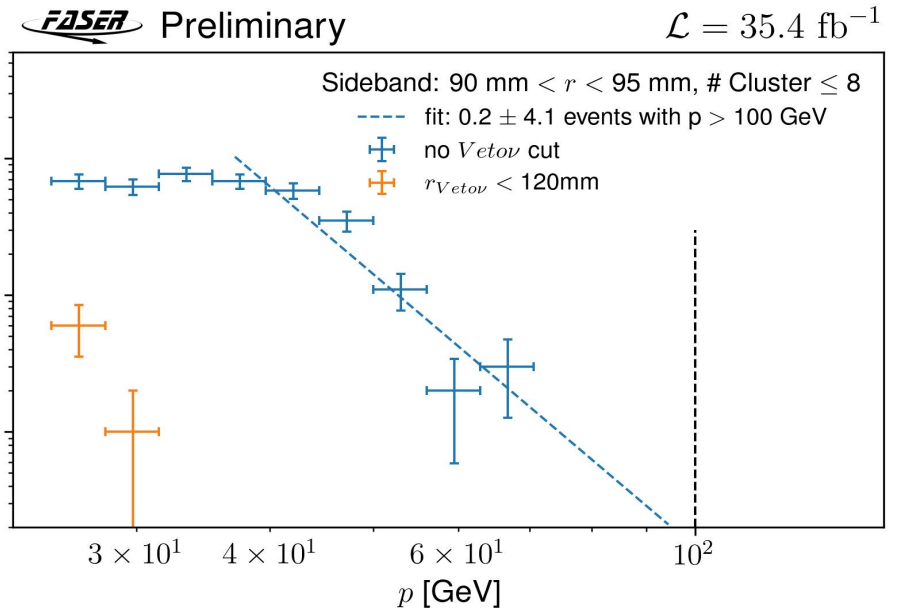 FASER Preliminary
ℒ = 35.4 fb⁻¹
Sideband: 90 mm < r < 95 mm, # Cluster ≤ 8
fit: 0.2 ± 4.1 events with p > 100 GeV
no Vetoν cut
r_Vetoν < 120mm
3 × 10¹ 4 × 10¹ 6 × 10¹ 10²
p [GeV]